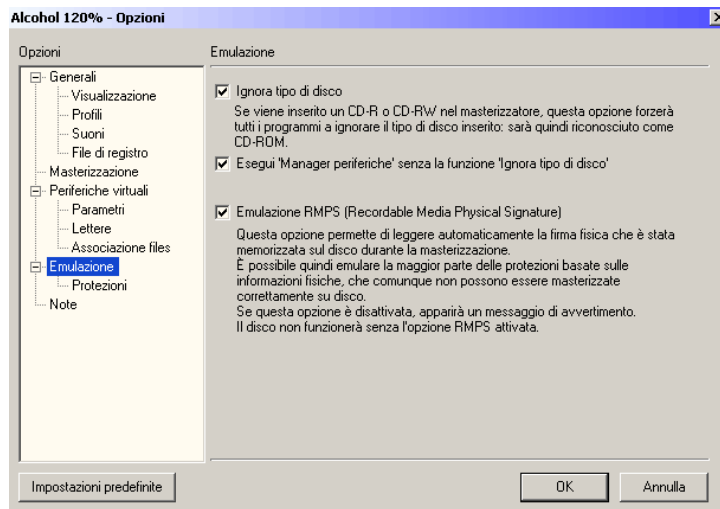 Alcohol 120% - Opzioni
Opzioni
Generali
Visualizzazione
Profili
Suoni
File di registro
Masterizzazione
Periferiche virtuali
Parametri
Lettere
Associazione files
Emulazione
Protezioni
Note
Emulazione
Ignora tipo di disco
Se viene inserito un CD-R o CD-RW nel masterizzatore, questa opzione forzerà
tutti i programmi a ignorare il tipo di disco inserito: sarà quindi riconosciuto come
CD-ROM.
Esegui 'Manager periferiche' senza la funzione 'Ignora tipo di disco'
Emulazione RMPS (Recordable Media Physical Signature)
Questa opzione permette di leggere automaticamente la firma fisica che è stata
memorizzata sul disco durante la masterizzazione.
È possibile quindi emulare la maggior parte delle protezioni basate sulle
informazioni fisiche, che comunque non possono essere masterizzate
correttamente su disco.
Se questa opzione è disattivata, apparirà un messaggio di avvertimento.
Il disco non funzionerà senza l'opzione RMPS attivata.
Impostazioni predefinite
OK
Annulla